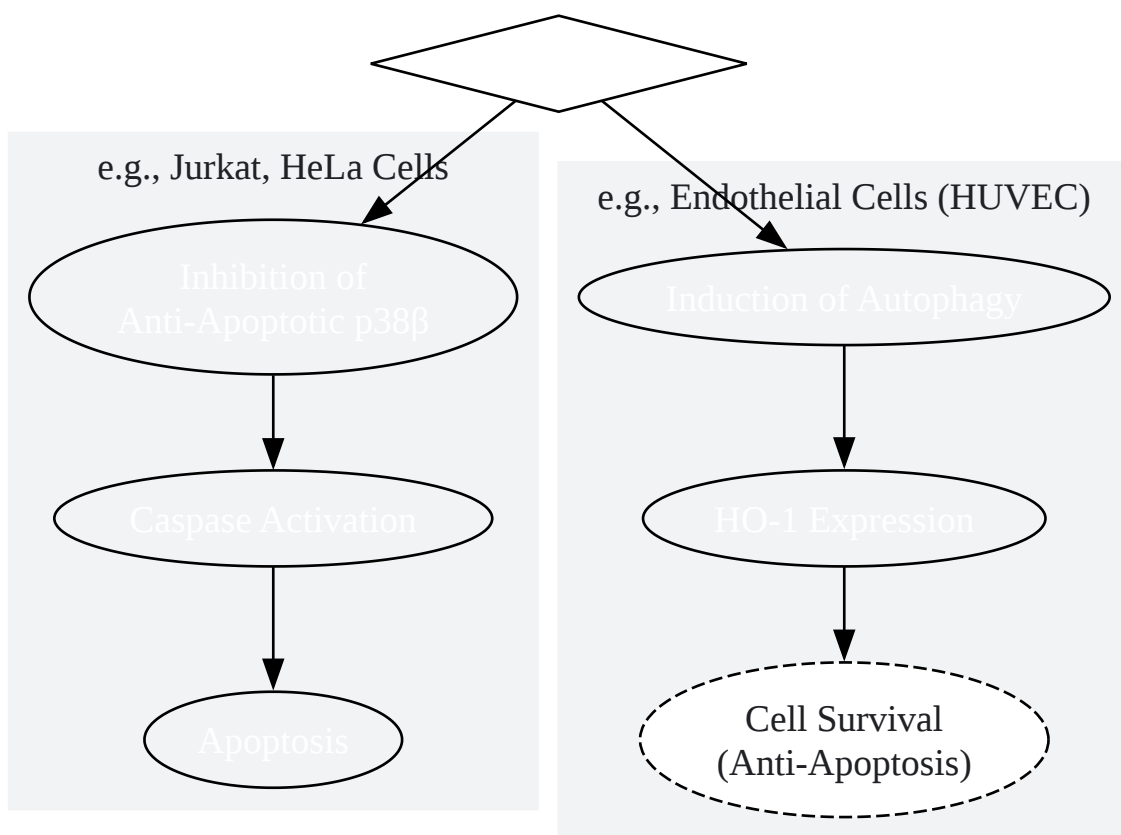 e.g., Jurkat, HeLa Cells
Inhibition of
Anti-Apoptotic p38β
Caspase Activation
Apoptosis
e.g., Endothelial Cells (HUVEC)
Induction of Autophagy
HO-1 Expression
Cell Survival
(Anti-Apoptosis)